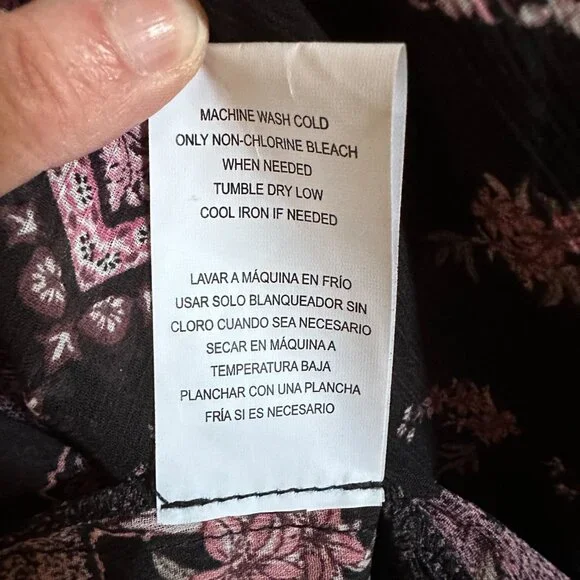 MACHINE WASH COLD
ONLY NON-CHLORINE BLEACH
WHEN NEEDED
TUMBLE DRY LOW
COOL IRON IF NEEDED
LAVAR A MÁQUINA EN FRÍO
USAR SOLO BLANQUEADOR SIN
CLORO CUANDO SEA NECESARIO
SECAR EN MÁQUINA A
TEMPERATURA BAJA
PLANCHAR CON UNA PLANCHA
FRÍA SI ES NECESARIO